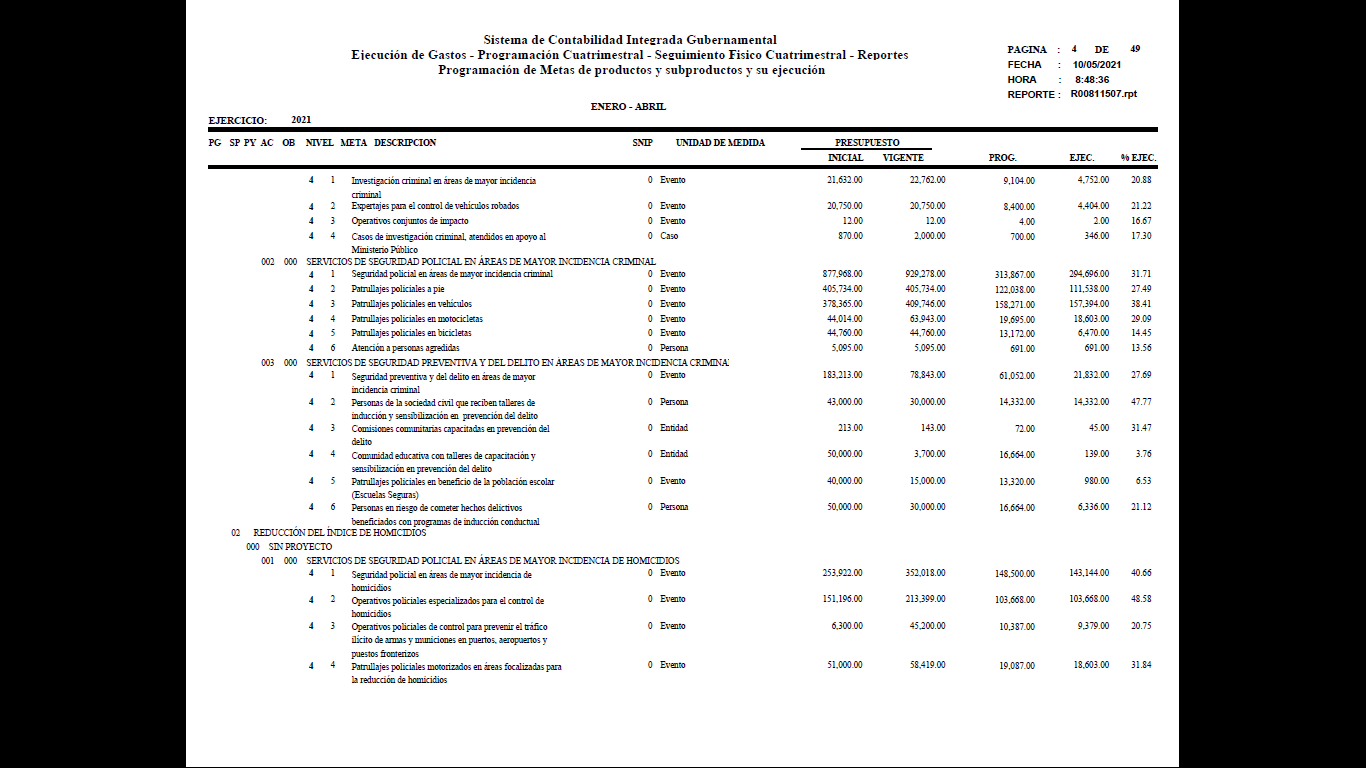 Sistema de Contabilidad Integrada Gubernamental
Ejecución de Gastos - Programación Cuatrimestral - Seguimiento Fisico Cuatrimestral - Reportes
Programación de Metas de productos y subproductos y su ejecución
PAGINA : 4 DE 49
FECHA : 10/05/2021
HORA : 8:48:36
REPORTE : R00811507.rpt
ENERO - ABRIL
EJERCICIO: 2021
PG SP PY AC OB NIVEL META DESCRIPCION SNIP UNIDAD DE MEDIDA PRESUPUESTO
INICIAL VIGENTE PROG. EJEC. % EJEC.
4 1 Investigación criminal en áreas de mayor incidencia 0 Evento 21,632.00 22,762.00 9,104.00 4,752.00 20.88
criminal
4 2 Expertajes para el control de vehículos robados 0 Evento 20,750.00 20,750.00 8,400.00 4,404.00 21.22
4 3 Operativos conjuntos de impacto 0 Evento 12.00 12.00 4.00 2.00 16.67
4 4 Casos de investigación criminal, atendidos en apoyo al 0 Caso 870.00 2,000.00 700.00 346.00 17.30
Ministerio Público
002 000 SERVICIOS DE SEGURIDAD POLICIAL EN ÁREAS DE MAYOR INCIDENCIA CRIMINAL
4 1 Seguridad policial en áreas de mayor incidencia criminal 0 Evento 877,968.00 929,278.00 313,867.00 294,696.00 31.71
4 2 Patrullajes policiales a pie 0 Evento 405,734.00 405,734.00 122,038.00 111,538.00 27.49
4 3 Patrullajes policiales en vehículos 0 Evento 378,365.00 409,746.00 158,271.00 157,394.00 38.41
4 4 Patrullajes policiales en motocicletas 0 Evento 44,014.00 63,943.00 19,695.00 18,603.00 29.09
4 5 Patrullajes policiales en bicicletas 0 Evento 44,760.00 44,760.00 13,172.00 6,470.00 14.45
4 6 Atención a personas agredidas 0 Persona 5,095.00 5,095.00 691.00 691.00 13.56
003 000 SERVICIOS DE SEGURIDAD PREVENTIVA Y DEL DELITO EN ÁREAS DE MAYOR INCIDENCIA CRIMINA
4 1 Seguridad preventiva y del delito en áreas de mayor 0 Evento 183,213.00 78,843.00 61,052.00 21,832.00 27.69
incidencia criminal
4 2 Personas de la sociedad civil que reciben talleres de 0 Persona 43,000.00 30,000.00 14,332.00 14,332.00 47.77
inducción y sensibilización en prevención del delito
4 3 Comisiones comunitarias capacitadas en prevención del 0 Entidad 213.00 143.00 72.00 45.00 31.47
delito
4 4 Comunidad educativa con talleres de capacitación y 0 Entidad 50,000.00 3,700.00 16,664.00 139.00 3.76
sensibilización en prevención del delito
4 5 Patrullajes policiales en beneficio de la población escolar 0 Evento 40,000.00 15,000.00 13,320.00 980.00 6.53
(Escuelas Seguras)
4 6 Personas en riesgo de cometer hechos delictivos 0 Persona 50,000.00 30,000.00 16,664.00 6,336.00 21.12
beneficiados con programas de inducción conductual
02 REDUCCIÓN DEL ÍNDICE DE HOMICIDIOS
000 SIN PROYECTO
001 000 SERVICIOS DE SEGURIDAD POLICIAL EN ÁREAS DE MAYOR INCIDENCIA DE HOMICIDIOS
4 1 Seguridad policial en áreas de mayor incidencia de 0 Evento 253,922.00 352,018.00 148,500.00 143,144.00 40.66
homicidios
4 2 Operativos policiales especializados para el control de 0 Evento 151,196.00 213,399.00 103,668.00 103,668.00 48.58
homicidios
4 3 Operativos policiales de control para prevenir el tráfico 0 Evento 6,300.00 45,200.00 10,387.00 9,379.00 20.75
ilícito de armas y municiones en puertos, aeropuertos y
puestos fronterizos
4 4 Patrullajes policiales motorizados en áreas focalizadas para 0 Evento 51,000.00 58,419.00 19,087.00 18,603.00 31.84
la reducción de homicidios